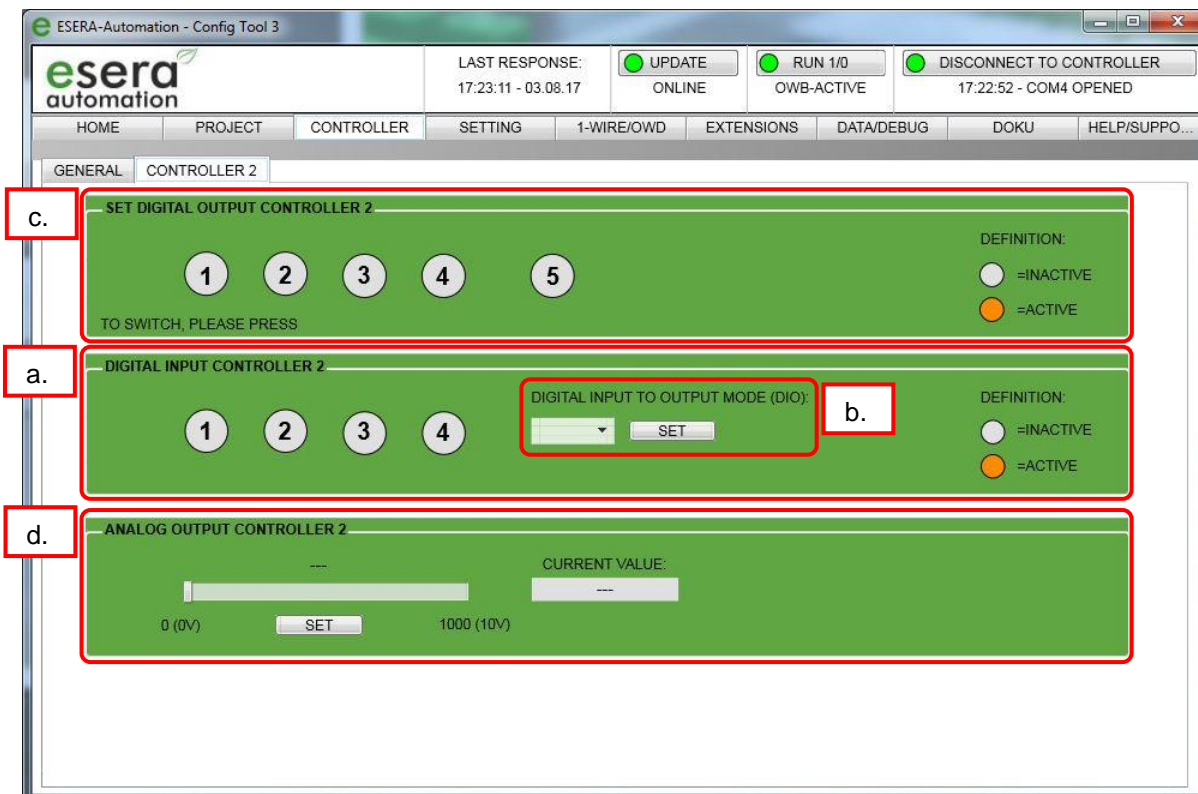 ESERA-Automation - Config Tool 3
esera
automation
LAST RESPONSE:
17:23:11 - 03.08.17
UPDATE
ONLINE
RUN 1/0
OWB-ACTIVE
DISCONNECT TO CONTROLLER
17:22:52 - COM4 OPENED
HOME PROJECT CONTROLLER SETTING 1-WIRE/OWD EXTENSIONS DATA/DEBUG DOKU HELP/SUPPO...
GENERAL CONTROLLER 2
c.
SET DIGITAL OUTPUT CONTROLLER 2
1 2 3 4 5
TO SWITCH, PLEASE PRESS
DEFINITION:
=INACTIVE
=ACTIVE
a.
DIGITAL INPUT CONTROLLER 2
1 2 3 4
DIGITAL INPUT TO OUTPUT MODE (DIO):
SET
b.
DEFINITION:
=INACTIVE
=ACTIVE
d.
ANALOG OUTPUT CONTROLLER 2
---
0 (0V) SET 1000 (10V)
CURRENT VALUE:
---